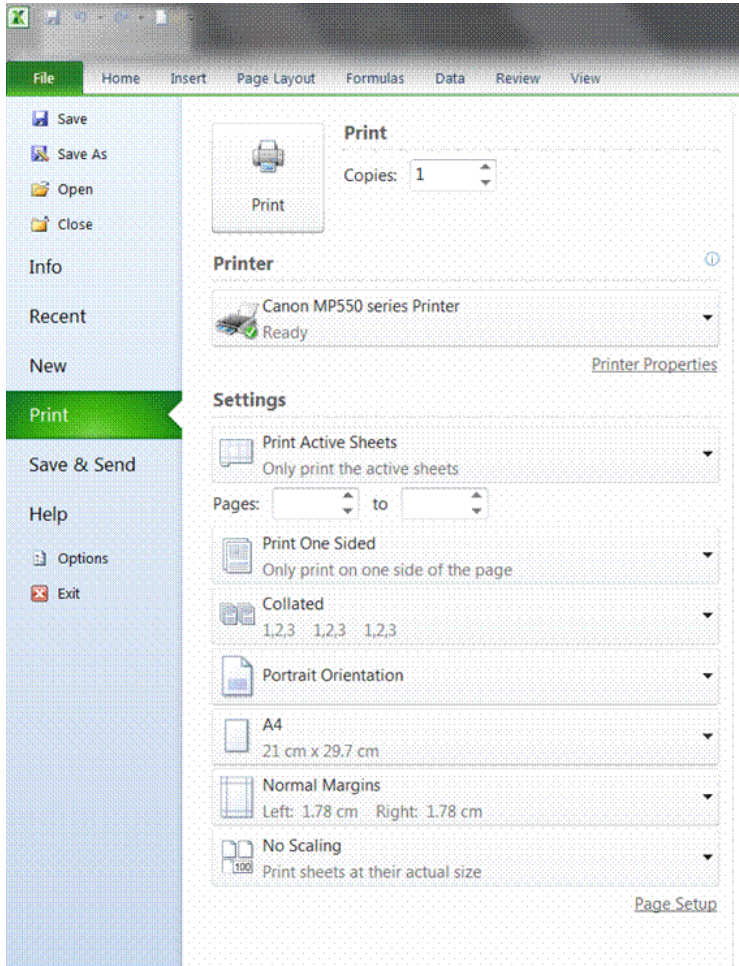 File Home Insert Page Layout Formulas Data Review View
Save
Save As
Open
Close
Info
Recent
New
Print
Save & Send
Help
Options
Exit
Print
Print
Copies: 1
Printer
Canon MP550 series Printer
Ready
Printer Properties
Settings
Print Active Sheets
Only print the active sheets
Pages: to
Print One Sided
Only print on one side of the page
Collated
1,2,3 1,2,3 1,2,3
Portrait Orientation
A4
21 cm x 29.7 cm
Normal Margins
Left: 1.78 cm Right: 1.78 cm
100
No Scaling
Print sheets at their actual size
Page Setup